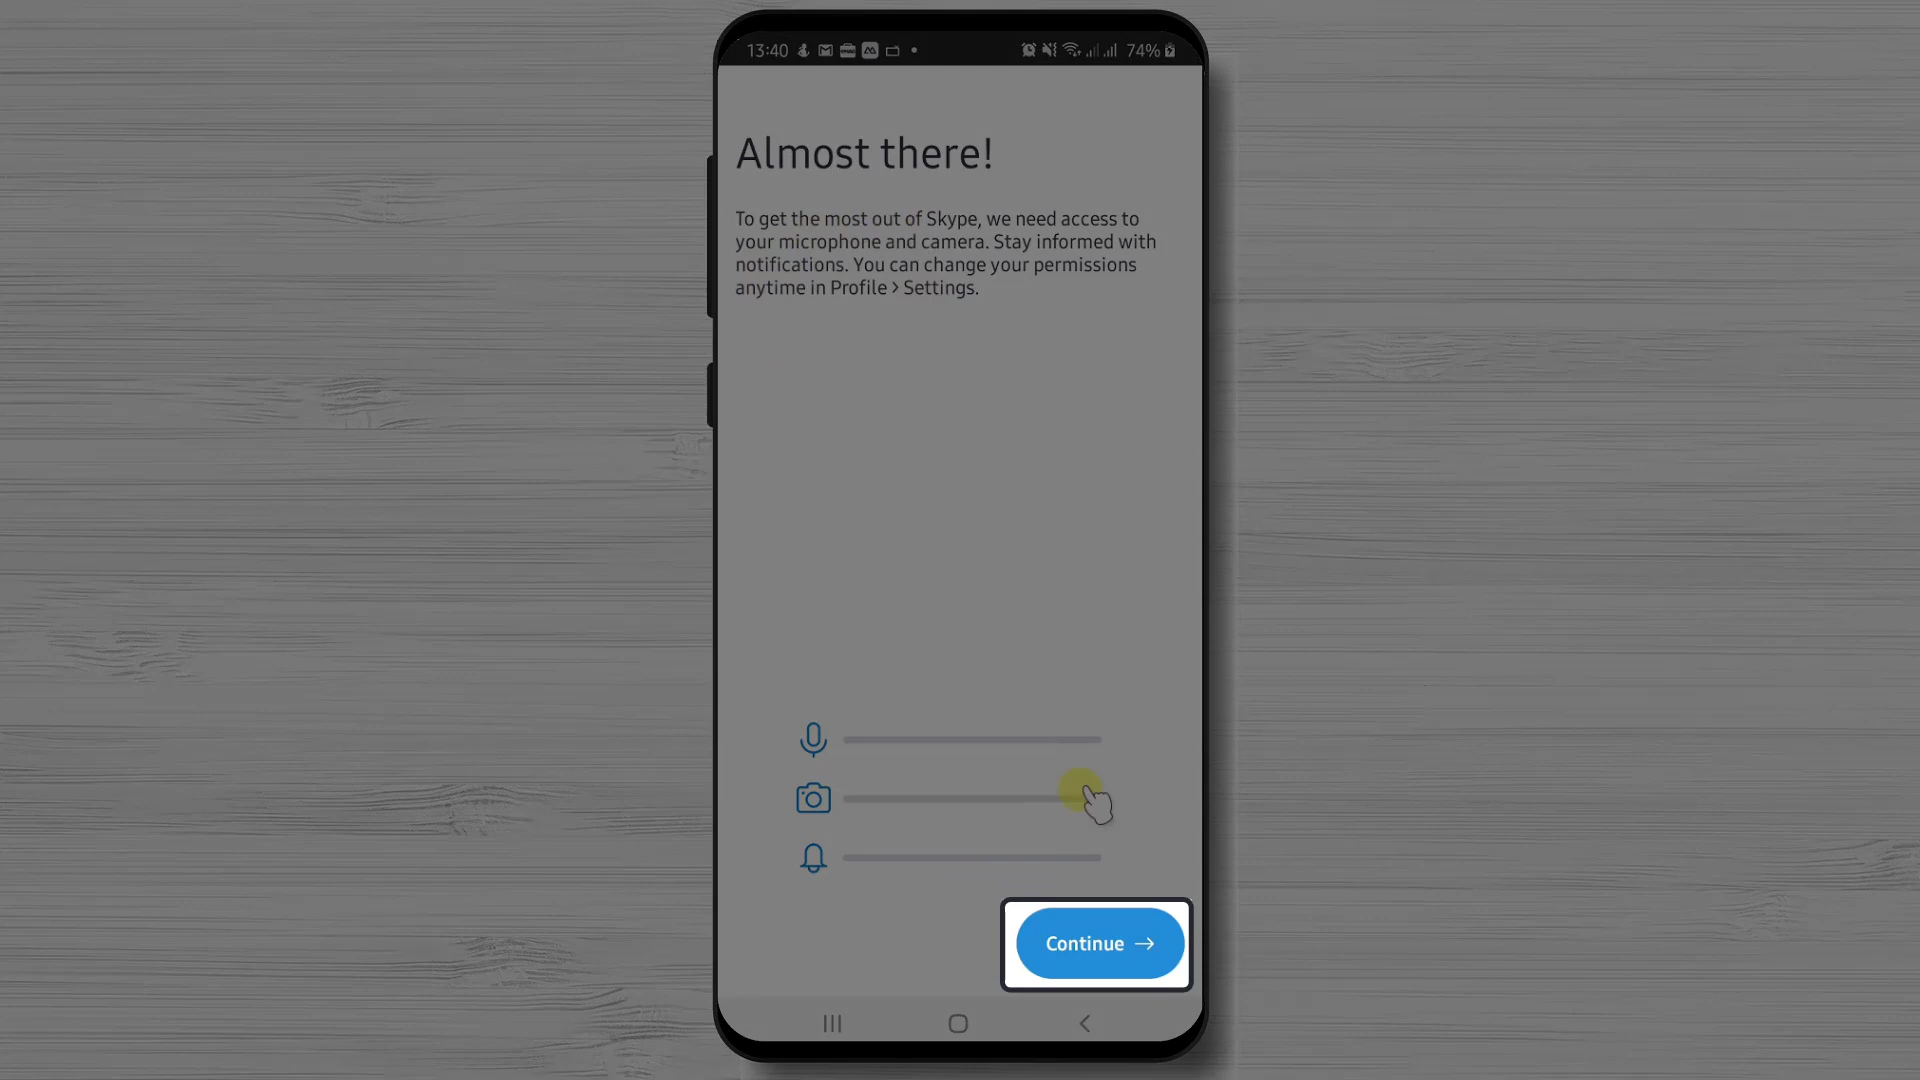 13:40
74%
Almost there!
To get the most out of Skype, we need access to
your microphone and camera. Stay informed with
notifications. You can change your permissions
anytime in Profile > Settings.
Continue →